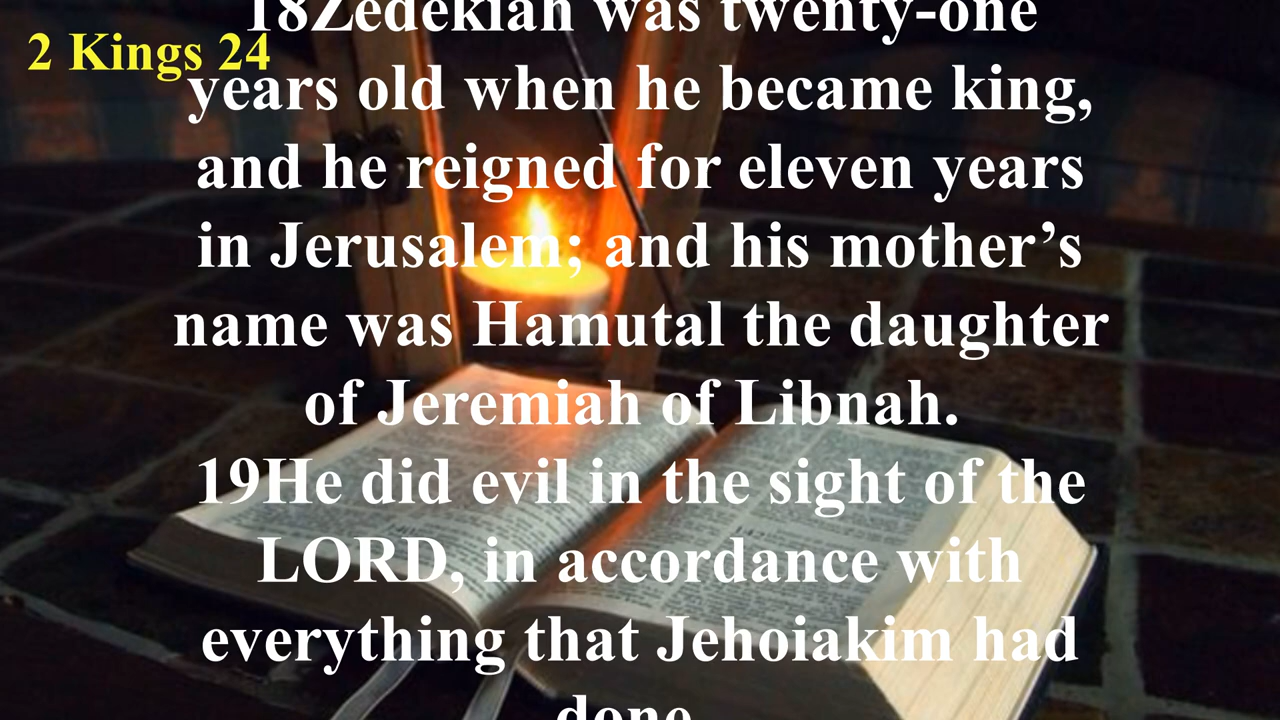 18Zedekiah was twenty-one
2 Kings 24
years old when he became king,
and he reigned for eleven years
in Jerusalem; and his mother’s
name was Hamutal the daughter
of Jeremiah of Libnah.
19He did evil in the sight of the
LORD, in accordance with
everything that Jehoiakim had
done